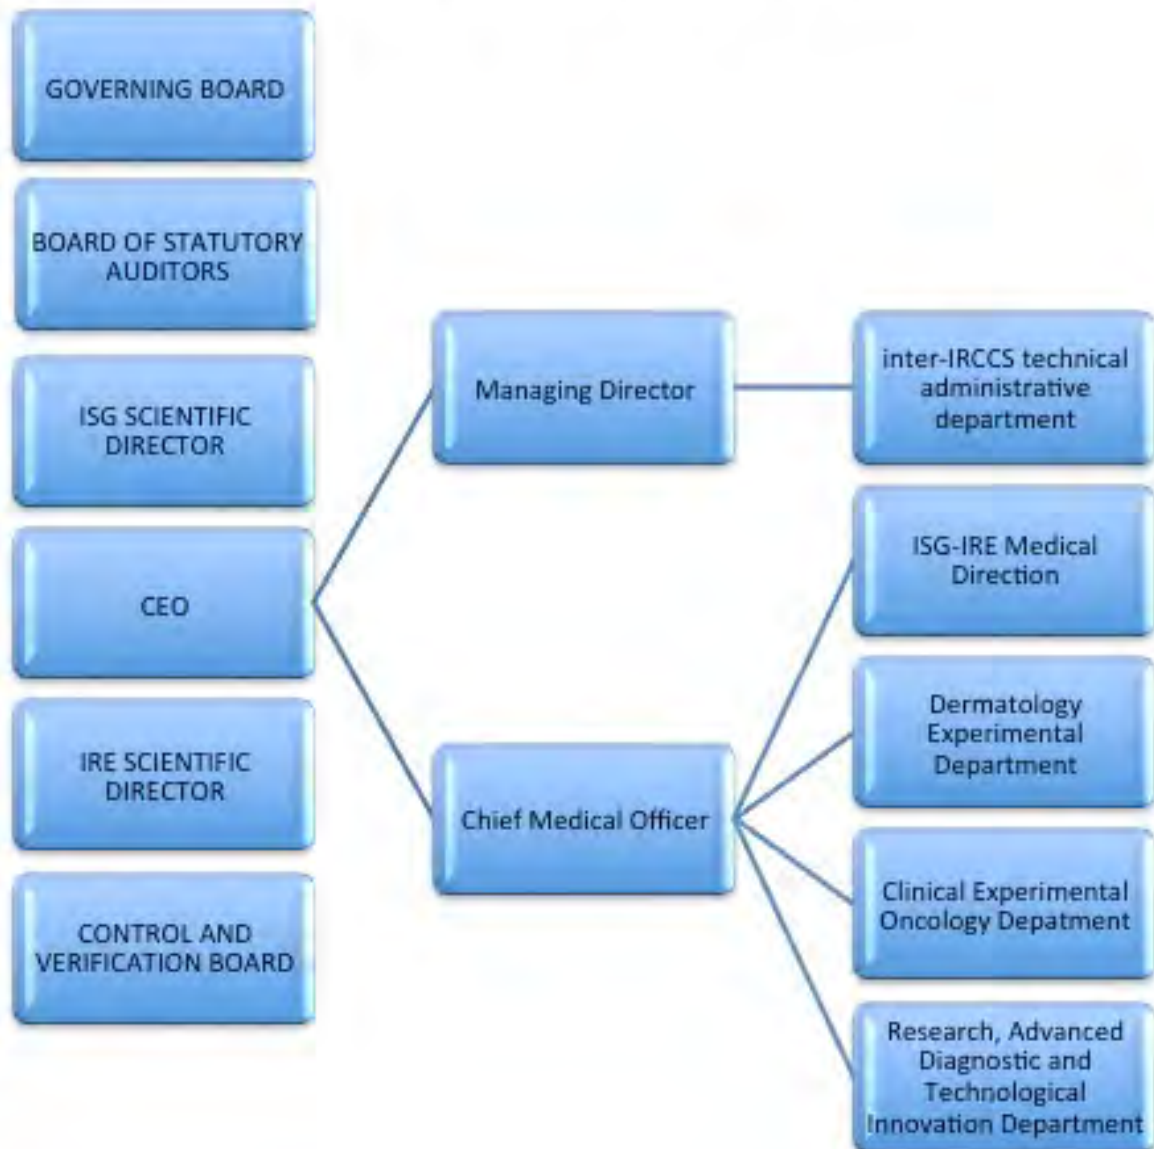 GOVERNING BOARD
BOARD OF STATUTORY
AUDITORS
ISG SCIENTIFIC
DIRECTOR
CEO
IRE SCIENTIFIC
DIRECTOR
CONTROL AND
VERIFICATION BOARD
Managing Director
Chief Medical Officer
inter-IRCCS technical
administrative
department
ISG-IRE Medical
Direction
Dermatology
Experimental
Department
Clinical Experimental
Oncology Depatment
Research, Advanced
Diagnostic and
Technological
Innovation Department